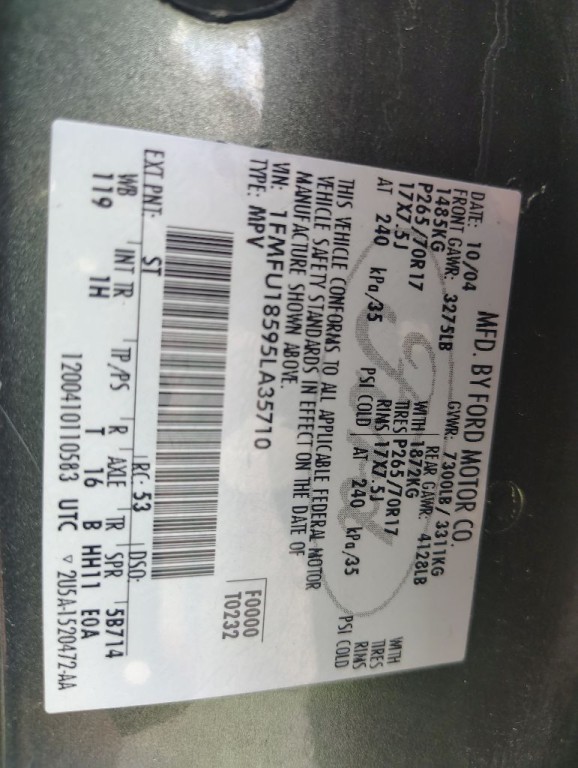 MFD. BY FORD MOTOR CO.
DATE: 10/04 GVWR: 7300LB/3311KG
FRONT GAWR: 3275LB REAR GAWR: 4128LB
1485KG WITH 1872KG WITH
P265/70R17 TIRES P265/70R17 TIRES
17X7.5J RIMS 17X7.5J RIMS
AT 240 kPa/35 PSI COLD AT 240 kPa/35 PSI COLD
THIS VEHICLE CONFORMS TO ALL APPLICABLE FEDERAL MOTOR
VEHICLE SAFETY STANDARDS IN EFFECT ON THE DATE OF
MANUFACTURE SHOWN ABOVE.
VIN: 1FMFU18595LA35710
TYPE: MPV
F0000
T0232
EXT PNT: ST RC: 53 DSO:
WB INT TR TP/PS R AXLE TR SPR 5B714
119 1H T 16 B HH11 E0A
1200410110583 UTC ▽ 2U5A-1520472-AA